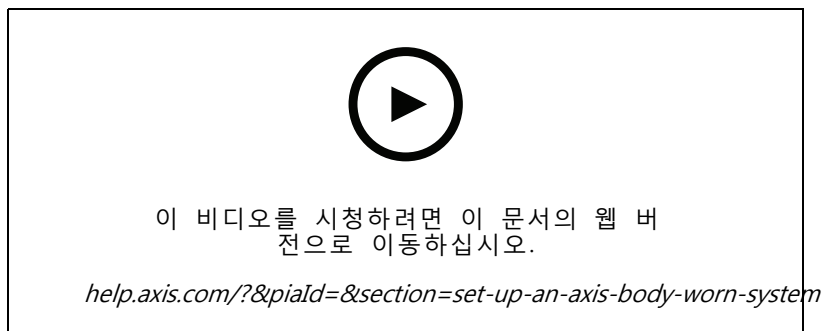 이 비디오를 시청하려면 이 문서의 웹 버
전으로 이동하십시오.
help.axis.com/?&piaId=&section=set-up-an-axis-body-worn-system